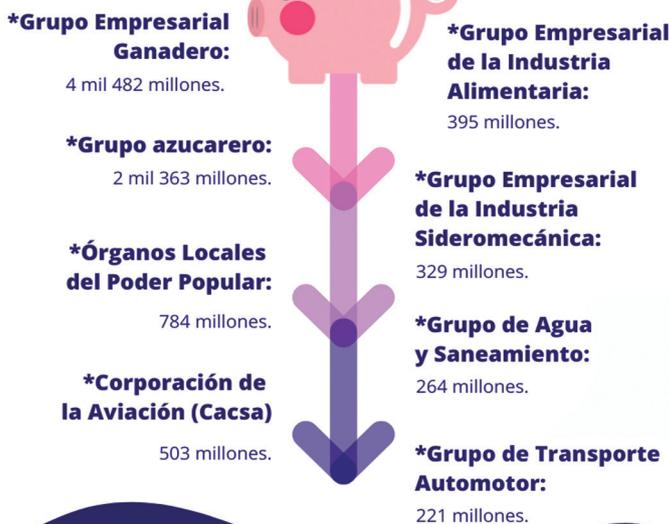 *Grupo Empresarial
Ganadero:
4 mil 482 millones.
*Grupo azucarero:
2 mil 363 millones.
*Órganos Locales
del Poder Popular:
784 millones.
*Corporación de
la Aviación (Cacsa)
503 millones.
*Grupo Empresarial
de la Industria
Alimentaria:
395 millones.
*Grupo Empresarial
de la Industria
Sideromecánica:
329 millones.
*Grupo de Agua
y Saneamiento:
264 millones.
*Grupo de Transporte
Automotor:
221 millones.